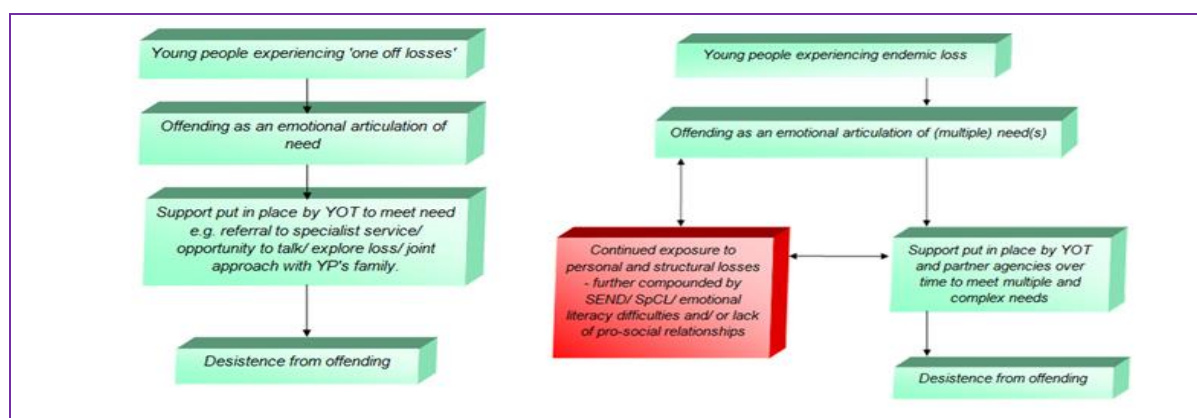 Young people experiencing 'one off losses'
Offending as an emotional articulation of
need
Support put in place by YOT to meet need
e.g. referral to specialist service/
opportunity to talk/ explore loss/ joint
approach with YP's family.
Desistence from offending
Young people experiencing endemic loss
Offending as an emotional articulation of (multiple) need(s)
Continued exposure to
personal and structural losses
- further compounded by
SEND/ SpCL/ emotional
literacy difficulties and/ or lack
of pro-social relationships
Support put in place by YOT
and partner agencies over
time to meet multiple and
complex needs
Desistence from offending